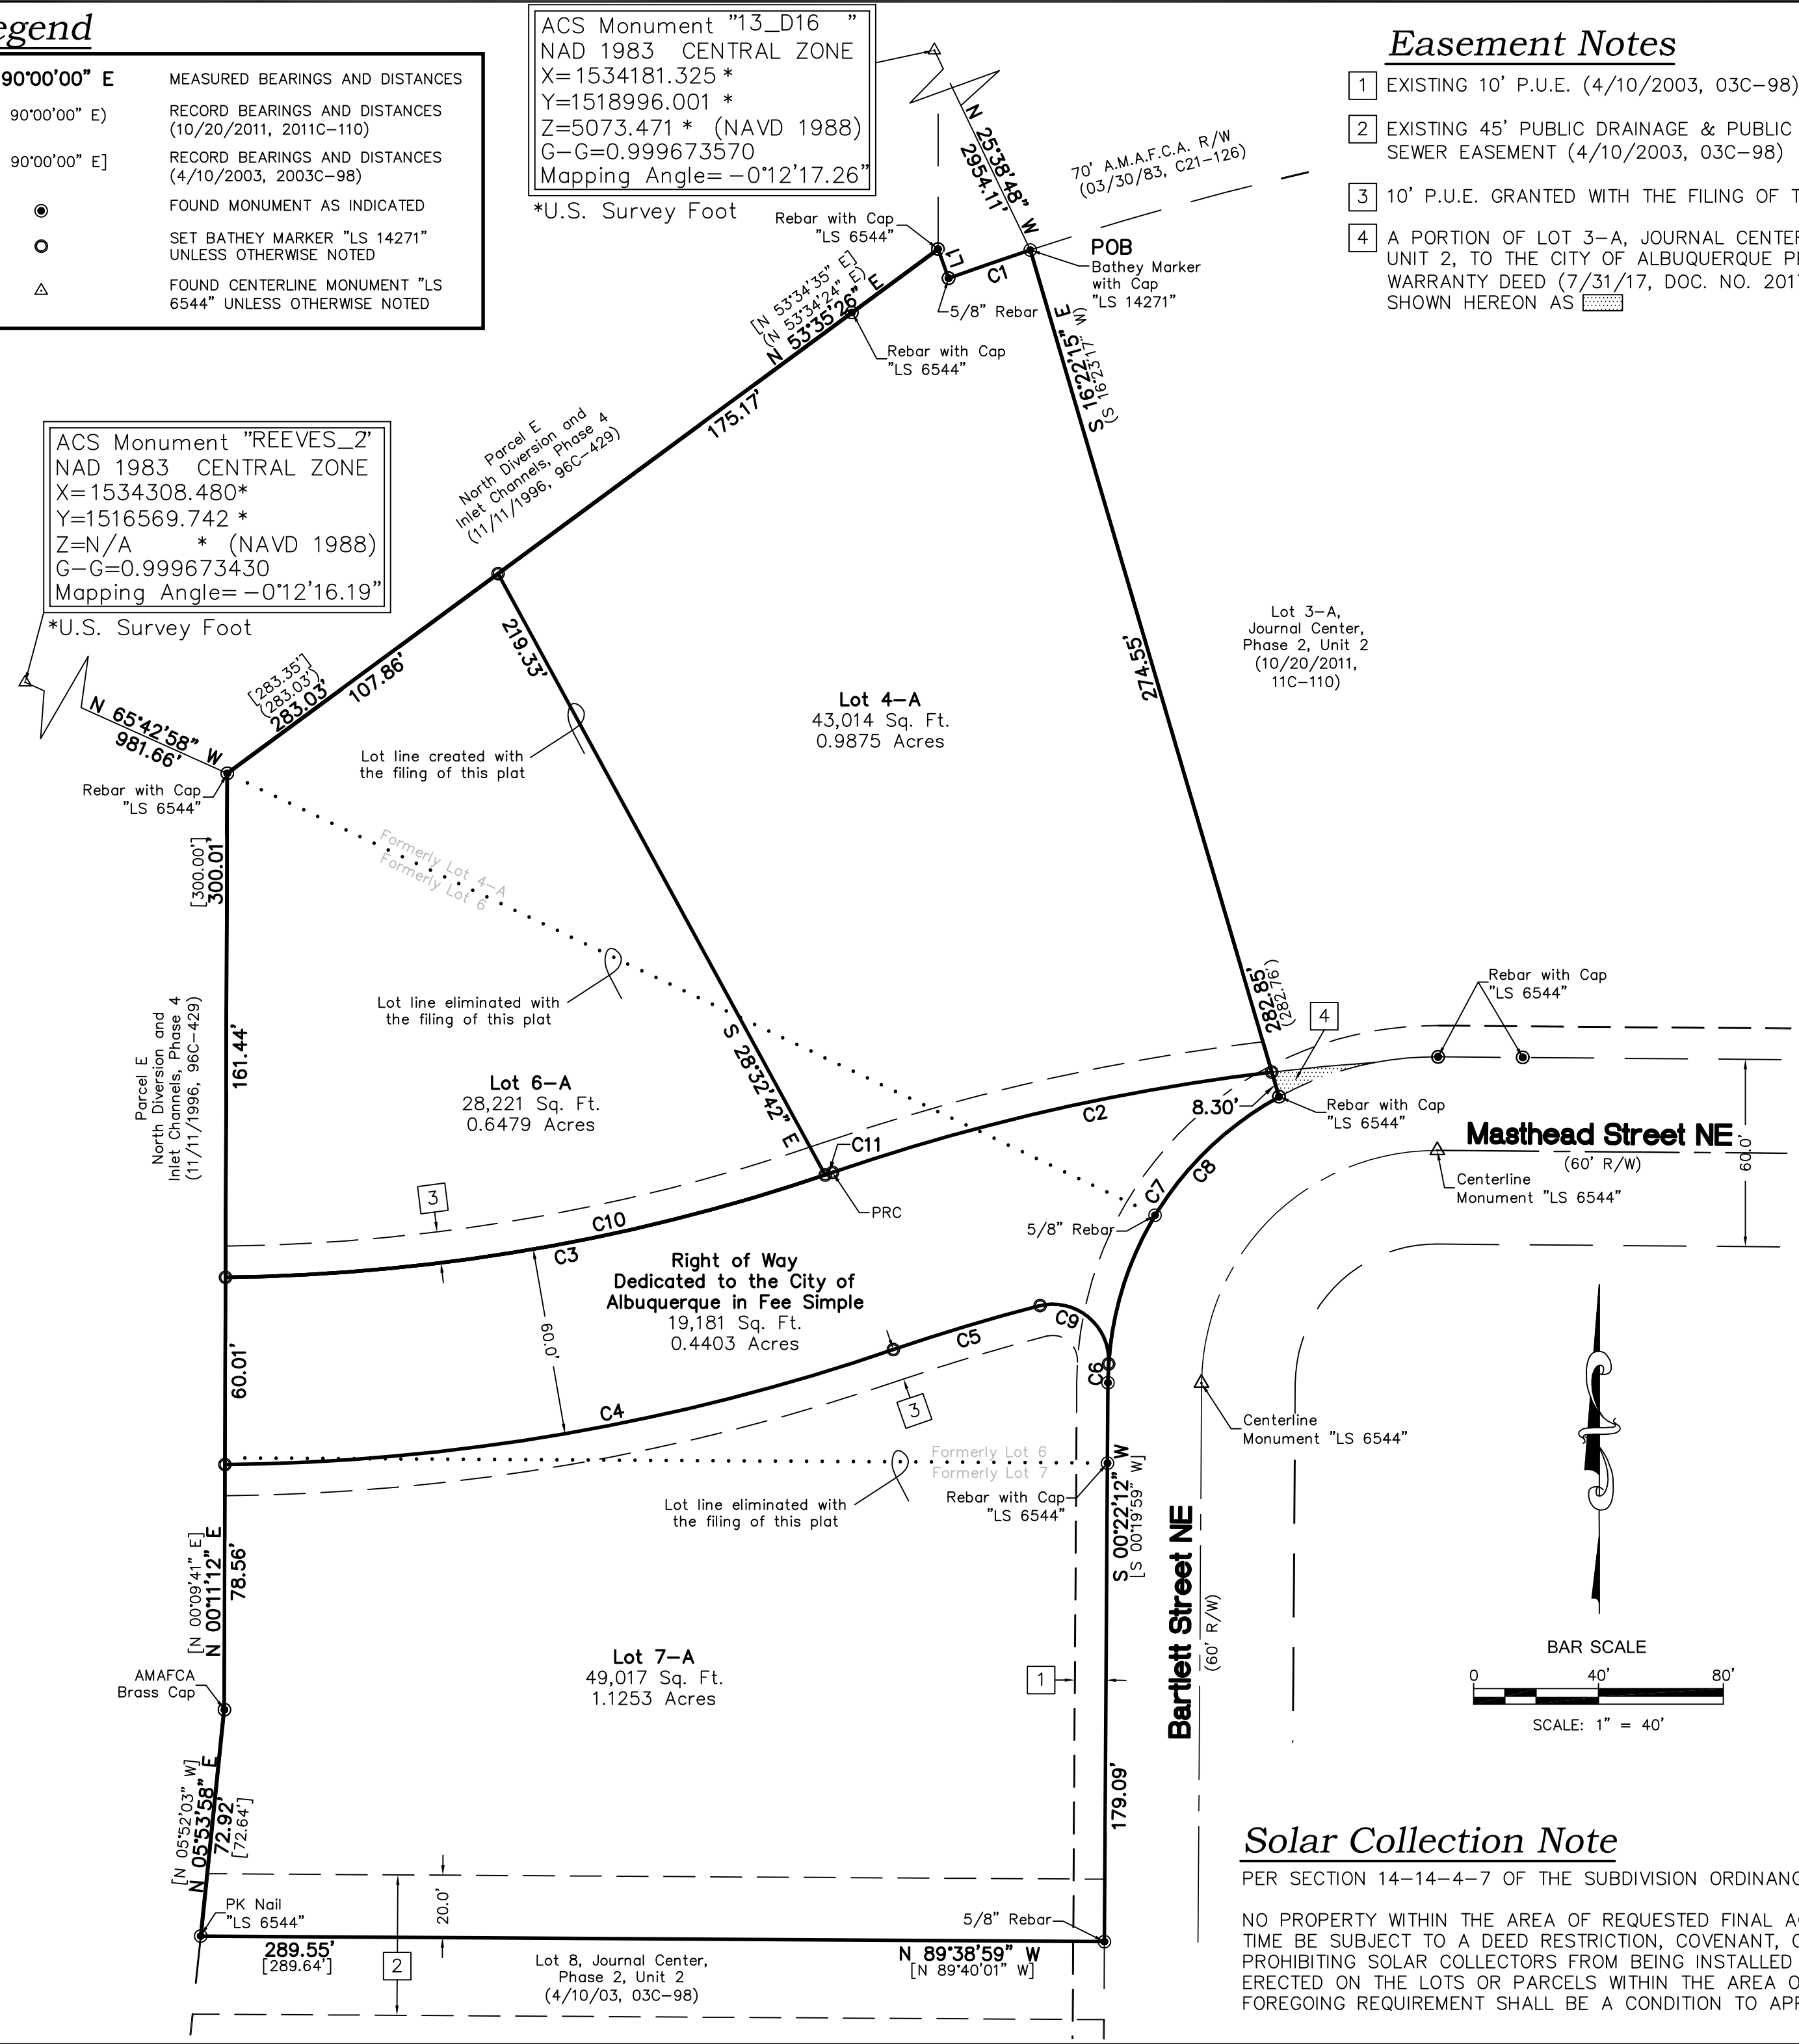 egend
90°00'00" E
MEASURED BEARINGS AND DISTANCES
90°00'00" E)
RECORD BEARINGS AND DISTANCES
(10/20/2011, 2011C-110)
90°00'00" E]
RECORD BEARINGS AND DISTANCES
(4/10/2003, 2003C-98)
FOUND MONUMENT AS INDICATED
SET BATHEY MARKER "LS 14271"
UNLESS OTHERWISE NOTED
FOUND CENTERLINE MONUMENT "LS
6544" UNLESS OTHERWISE NOTED
ACS Monument "13_D16 "
NAD 1983 CENTRAL ZONE
X=1534181.325 *
Y=1518996.001 *
Z=5073.471 * (NAVD 1988)
G-G=0.999673570
Mapping Angle= -0°12'17.26"
*U.S. Survey Foot
Easement Notes
1 EXISTING 10' P.U.E. (4/10/2003, 03C-98)
2 EXISTING 45' PUBLIC DRAINAGE & PUBLIC
SEWER EASEMENT (4/10/2003, 03C-98)
3 10' P.U.E. GRANTED WITH THE FILING OF T
4 A PORTION OF LOT 3-A, JOURNAL CENTER
UNIT 2, TO THE CITY OF ALBUQUERQUE PE
WARRANTY DEED (7/31/17, DOC. NO. 201
SHOWN HEREON AS
N 25°38'48" W
2954.11'
70' A.M.A.F.C.A. R/W
(03/30/83, C21-126)
Rebar with Cap
"LS 6544"
L1
C1
POB
Bathey Marker
with Cap
"LS 14271"
5/8" Rebar
[N 53°34'35" E]
(N 53°34'24" E)
N 53°35'26" E
Rebar with Cap
"LS 6544"
S 16°22'15" E
(S 16°23'17" W)
175.17'
Parcel E
North Diversion and
Inlet Channels, Phase 4
(11/11/1996, 96C-429)
ACS Monument "REEVES_2"
NAD 1983 CENTRAL ZONE
X=1534308.480*
Y=1516569.742 *
Z=N/A * (NAVD 1988)
G-G=0.999673430
Mapping Angle= -0°12'16.19"
*U.S. Survey Foot
N 65°42'58" W
981.66'
[283.35']
(283.03')
283.03'
107.86'
Rebar with Cap
"LS 6544"
219.33'
Lot line created with
the filing of this plat
Lot 4-A
43,014 Sq. Ft.
0.9875 Acres
274.55'
Lot 3-A,
Journal Center,
Phase 2, Unit 2
(10/20/2011,
11C-110)
[300.00']
300.01'
Formerly Lot 4-A
Formerly Lot 6
Lot line eliminated with
the filing of this plat
282.85'
(282.76')
4
Rebar with Cap
"LS 6544"
Parcel E
North Diversion and
Inlet Channels, Phase 4
(11/11/1996, 96C-429)
161.44'
Lot 6-A
28,221 Sq. Ft.
0.6479 Acres
S 28°32'42" E
C11
C2
8.30'
Rebar with Cap
"LS 6544"
Masthead Street NE
(60' R/W)
60.0'
Centerline
Monument "LS 6544"
C8
C7
5/8" Rebar
PRC
3
C10
C3
Right of Way
Dedicated to the City of
Albuquerque in Fee Simple
19,181 Sq. Ft.
0.4403 Acres
60.0'
60.01'
C5
C9
C6
C4
3
Centerline
Monument "LS 6544"
Formerly Lot 6
Formerly Lot 7
Lot line eliminated with
the filing of this plat
Rebar with Cap
"LS 6544"
S 00°22'12" W
[S 00°19'59" W]
[N 00°09'41" E]
N 00°11'12" E
78.56'
Bartlett Street NE
(60' R/W)
BAR SCALE
0 40' 80'
SCALE: 1" = 40'
AMAFCA
Brass Cap
Lot 7-A
49,017 Sq. Ft.
1.1253 Acres
1
179.09'
[N 05°52'03" W]
N 05°53'58" E
72.92'
[72.64']
20.0'
PK Nail
"LS 6544"
5/8" Rebar
289.55'
[289.64']
2
Lot 8, Journal Center,
Phase 2, Unit 2
(4/10/03, 03C-98)
N 89°38'59" W
[N 89°40'01" W]
Solar Collection Note
PER SECTION 14-14-4-7 OF THE SUBDIVISION ORDINANC
NO PROPERTY WITHIN THE AREA OF REQUESTED FINAL A
TIME BE SUBJECT TO A DEED RESTRICTION, COVENANT,
PROHIBITING SOLAR COLLECTORS FROM BEING INSTALLED
ERECTED ON THE LOTS OR PARCELS WITHIN THE AREA O
FOREGOING REQUIREMENT SHALL BE A CONDITION TO AP